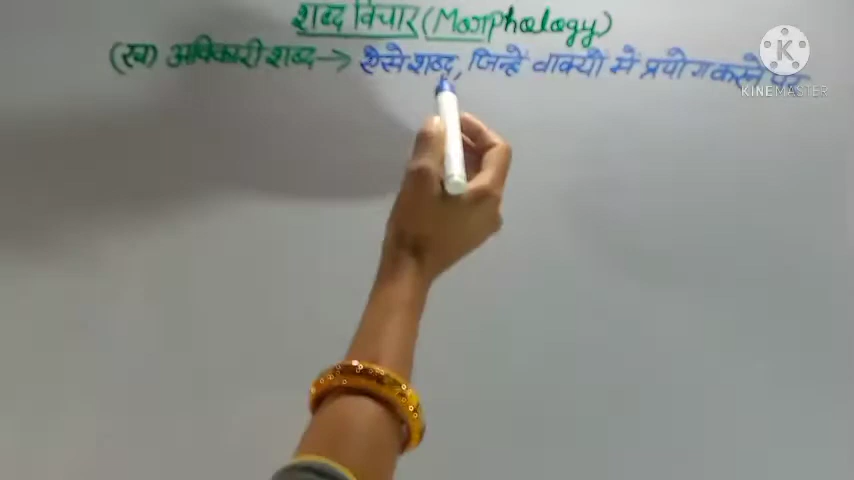 शब्द विचार (Morphology)
(ख) अविकारी शब्द → ऐसे शब्द, जिन्हें वाक्यों में प्रयोग करने पर
KINEMASTER